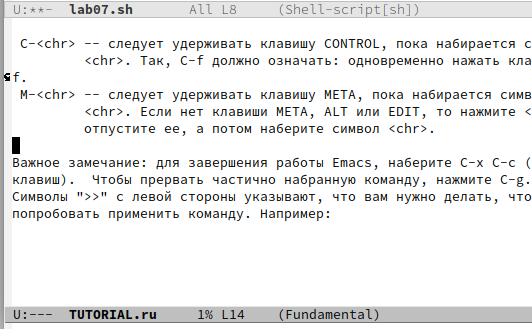 U:**-  lab07.sh       All L8     (Shell-script[sh])
C-<chr> -- следует удерживать клавишу CONTROL, пока набирается с
<chr>. Так, C-f должно означать: одновременно нажать кла
f.
M-<chr> -- следует удерживать клавишу META, пока набирается симв
<chr>. Если нет клавиши META, ALT или EDIT, то нажмите <
отпустите ее, а потом наберите символ <chr>.
Важное замечание: для завершения работы Emacs, наберите C-x C-c (
клавиш).  Чтобы прервать частично набранную команду, нажмите C-g.
Символы ">>" с левой стороны указывают, что вам нужно делать, что
попробовать применить команду. Например:
U:---  TUTORIAL.ru     1% L14    (Fundamental)